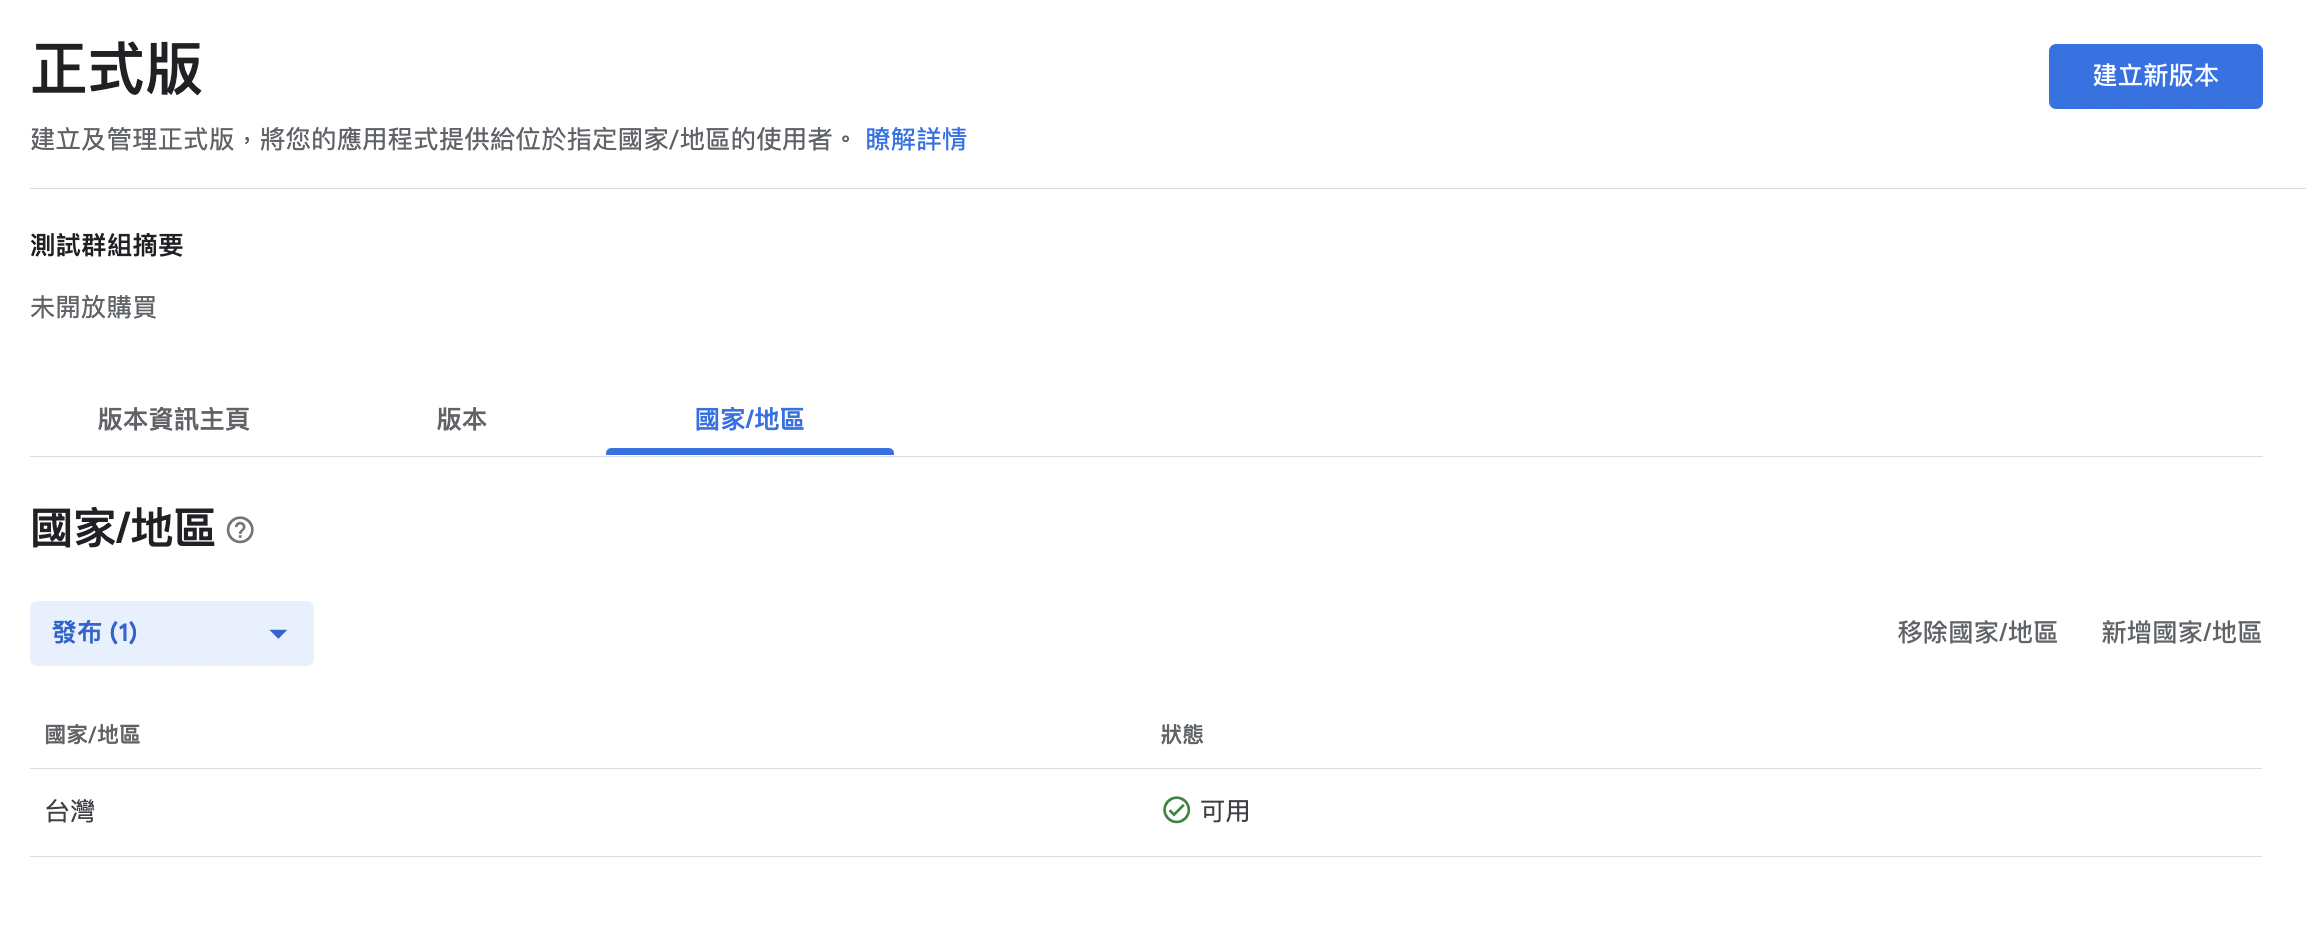 正式版
建立新版本
建立及管理正式版，將您的應用程式提供給位於指定國家/地區的使用者。 瞭解詳情
測試群組摘要
未開放購買
版本資訊主頁 版本 國家/地區
國家/地區
發布 (1)
移除國家/地區 新增國家/地區
國家/地區 狀態
台灣 可用